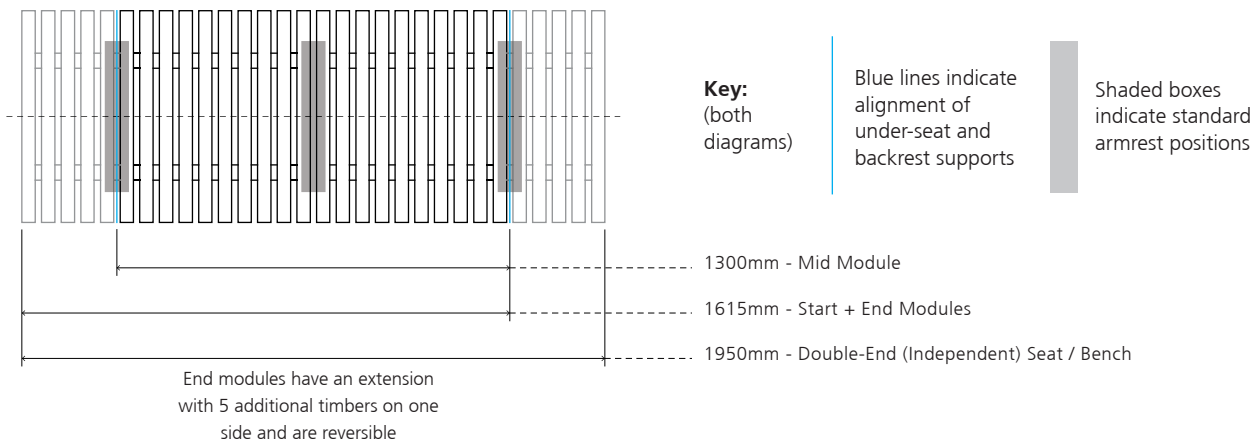 Key:
(both
diagrams)
Blue lines indicate
alignment of
under-seat and
backrest supports
Shaded boxes
indicate standard
armrest positions
1300mm - Mid Module
1615mm - Start + End Modules
1950mm - Double-End (Independent) Seat / Bench
End modules have an extension
with 5 additional timbers on one
side and are reversible